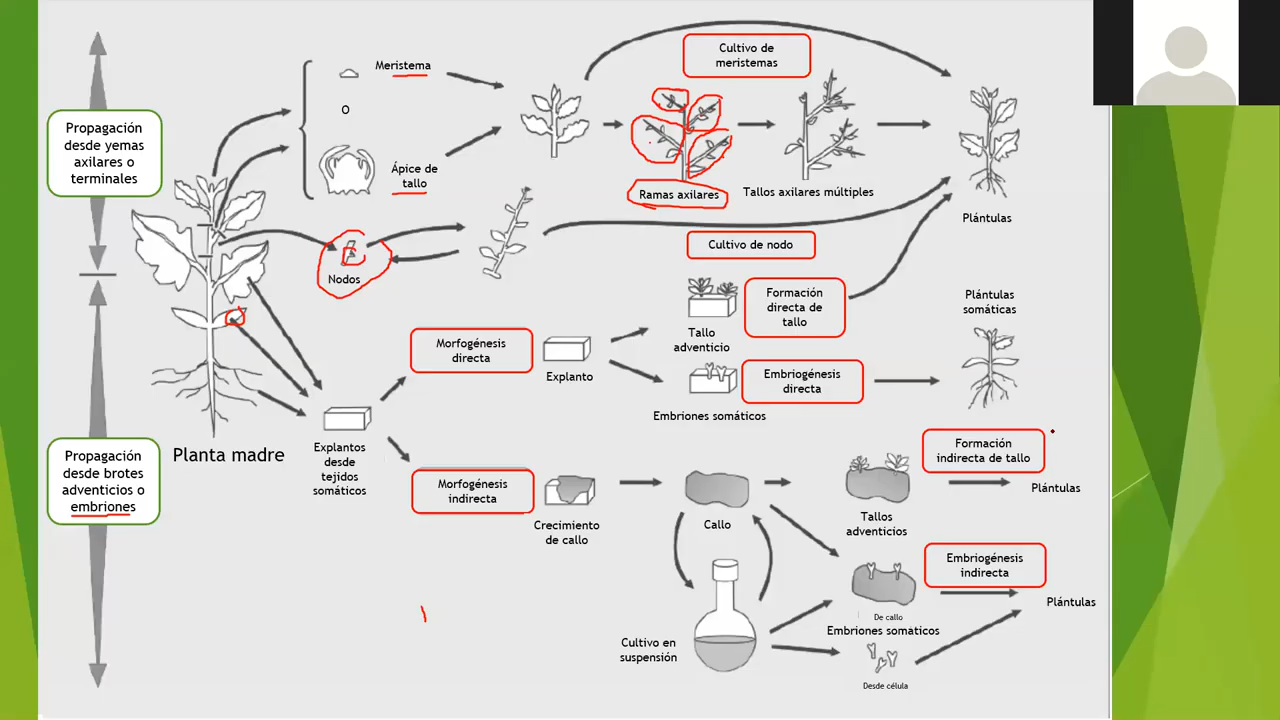 Propagación
desde yemas
axilares o
terminales
Meristema
O
Ápice de
tallo
Cultivo de
meristemas
Ramas axilares
Tallos axilares múltiples
Plántulas
Nodos
Cultivo de nodo
Formación
directa de
tallo
Tallo
adventicio
Plántulas
somáticas
Morfogénesis
directa
Explanto
Embriogénesis
directa
Embriones somáticos
Planta madre
Propagación
desde brotes
adventicios o
embriones
Explantos
desde
tejidos
somáticos
Morfogénesis
indirecta
Crecimiento
de callo
Callo
Tallos
adventicios
Formación
indirecta de tallo
Plántulas
Cultivo en
suspensión
Embriogénesis
indirecta
Plántulas
De callo
Embriones somaticos
Desde célula